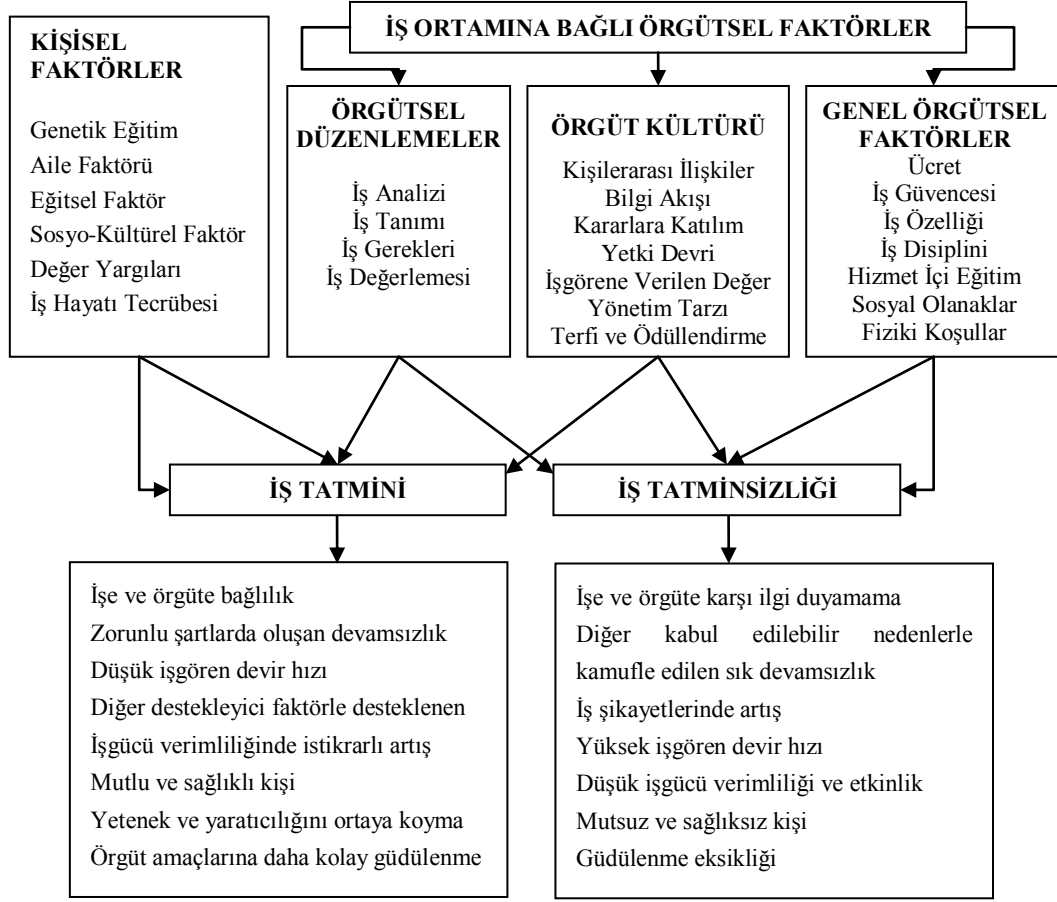 KİŞİSEL
FAKTÖRLER
Genetik Eğitim
Aile Faktörü
Eğitsel Faktör
Sosyo-Kültürel Faktör
Değer Yargıları
İş Hayatı Tecrübesi
İŞ ORTAMINA BAĞLI ÖRGÜTSEL FAKTÖRLER
ÖRGÜTSEL
DÜZENLEMELER
İş Analizi
İş Tanımı
İş Gerekleri
İş Değerlemesi
ÖRGÜT KÜLTÜRÜ
Kişilerarası İlişkiler
Bilgi Akışı
Kararlara Katılım
Yetki Devri
İşgörene Verilen Değer
Yönetim Tarzı
Terfi ve Ödüllendirme
GENEL ÖRGÜTSEL
FAKTÖRLER
Ücret
İş Güvencesi
İş Özelliği
İş Disiplini
Hizmet İçi Eğitim
Sosyal Olanaklar
Fiziki Koşullar
İŞ TATMİNİ
İŞ TATMİNSİZLİĞİ
İşe ve örgüte bağlılık
Zorunlu şartlarda oluşan devamsızlık
Düşük işgören devir hızı
Diğer destekleyici faktörle desteklenen
İşgücü verimliliğinde istikrarlı artış
Mutlu ve sağlıklı kişi
Yetenek ve yaratıcılığını ortaya koyma
Örgüt amaçlarına daha kolay güdülenme
İşe ve örgüte karşı ilgi duyamama
Diğer kabul edilebilir nedenlerle
kamufle edilen sık devamsızlık
İş şikayetlerinde artış
Yüksek işgören devir hızı
Düşük işgücü verimliliği ve etkinlik
Mutsuz ve sağlıksız kişi
Güdülenme eksikliği